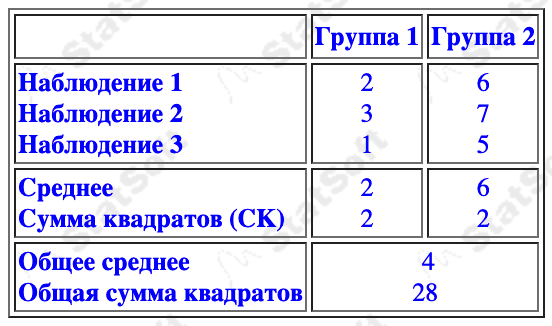 Группа 1 Группа 2
Наблюдение 1 2 6
Наблюдение 2 3 7
Наблюдение 3 1 5
Среднее 2 6
Сумма квадратов (СК) 2 2
Общее среднее 4
Общая сумма квадратов 28
StatSoft